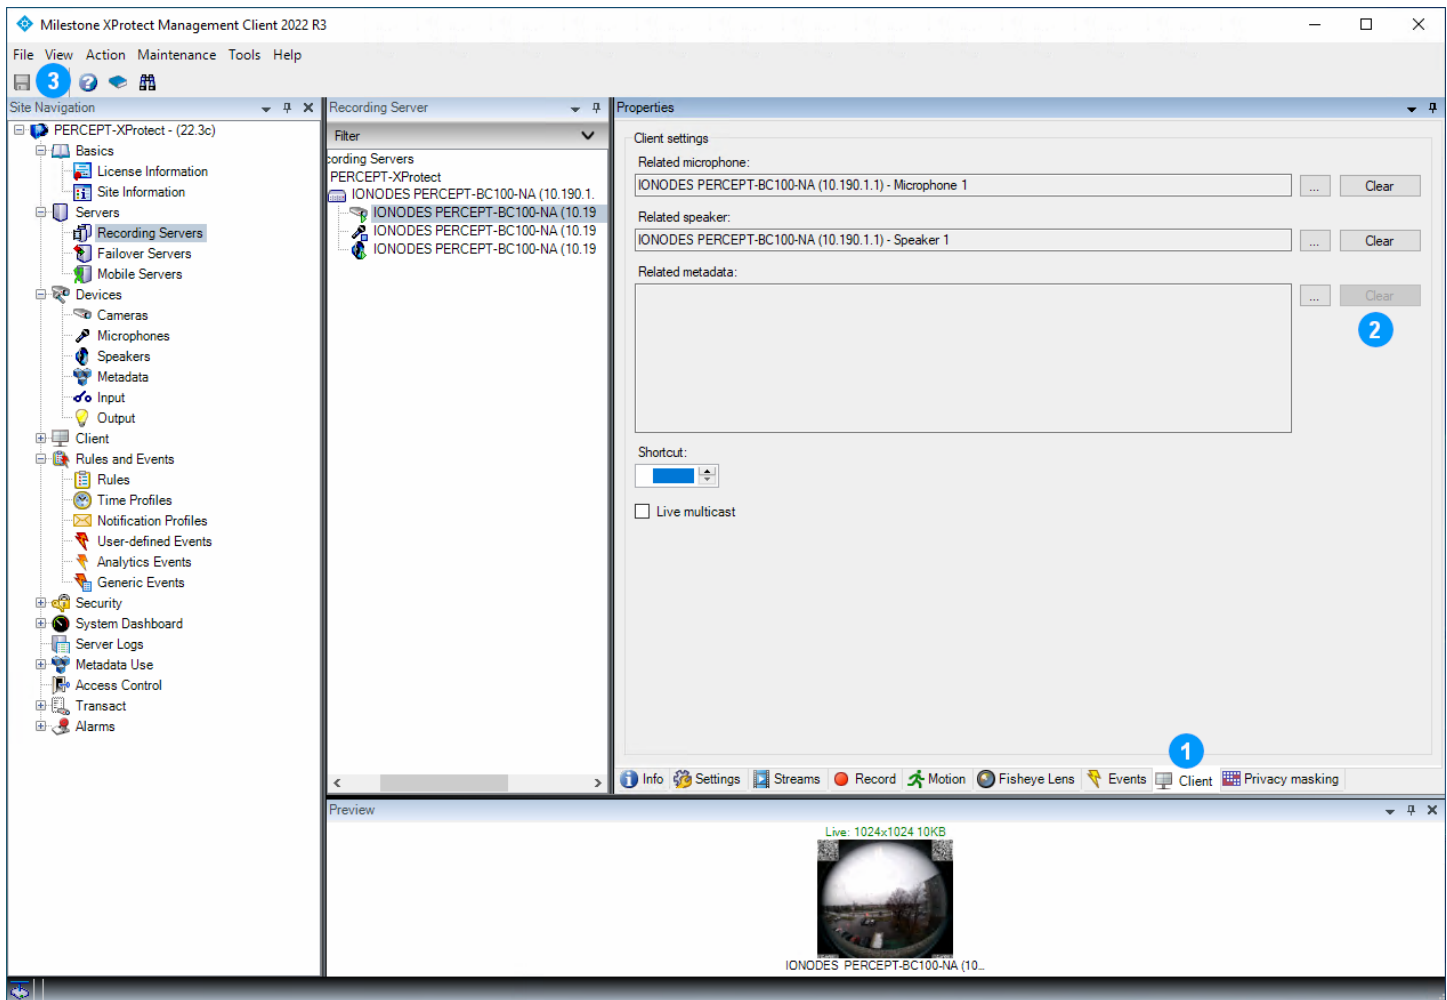 Milestone XProtect Management Client 2022 R3
File View Action Maintenance Tools Help
3
Site Navigation
PERCEPT-XProtect - (22.3c)
Basics
License Information
Site Information
Servers
Recording Servers
Failover Servers
Mobile Servers
Devices
Cameras
Microphones
Speakers
Metadata
Input
Output
Client
Rules and Events
Rules
Time Profiles
Notification Profiles
User-defined Events
Analytics Events
Generic Events
Security
System Dashboard
Server Logs
Metadata Use
Access Control
Transact
Alarms
Recording Server
Filter
cording Servers
PERCEPT-XProtect
IONODES PERCEPT-BC100-NA (10.190.1.
IONODES PERCEPT-BC100-NA (10.19
IONODES PERCEPT-BC100-NA (10.19
IONODES PERCEPT-BC100-NA (10.19
Properties
Client settings
Related microphone:
IONODES PERCEPT-BC100-NA (10.190.1.1) - Microphone 1 ... Clear
Related speaker:
IONODES PERCEPT-BC100-NA (10.190.1.1) - Speaker 1 ... Clear
Related metadata:
... Clear
2
Shortcut:
Live multicast
1
Info Settings Streams Record Motion Fisheye Lens Events Client Privacy masking
Preview
Live: 1024x1024 10KB
IONODES PERCEPT-BC100-NA (10...